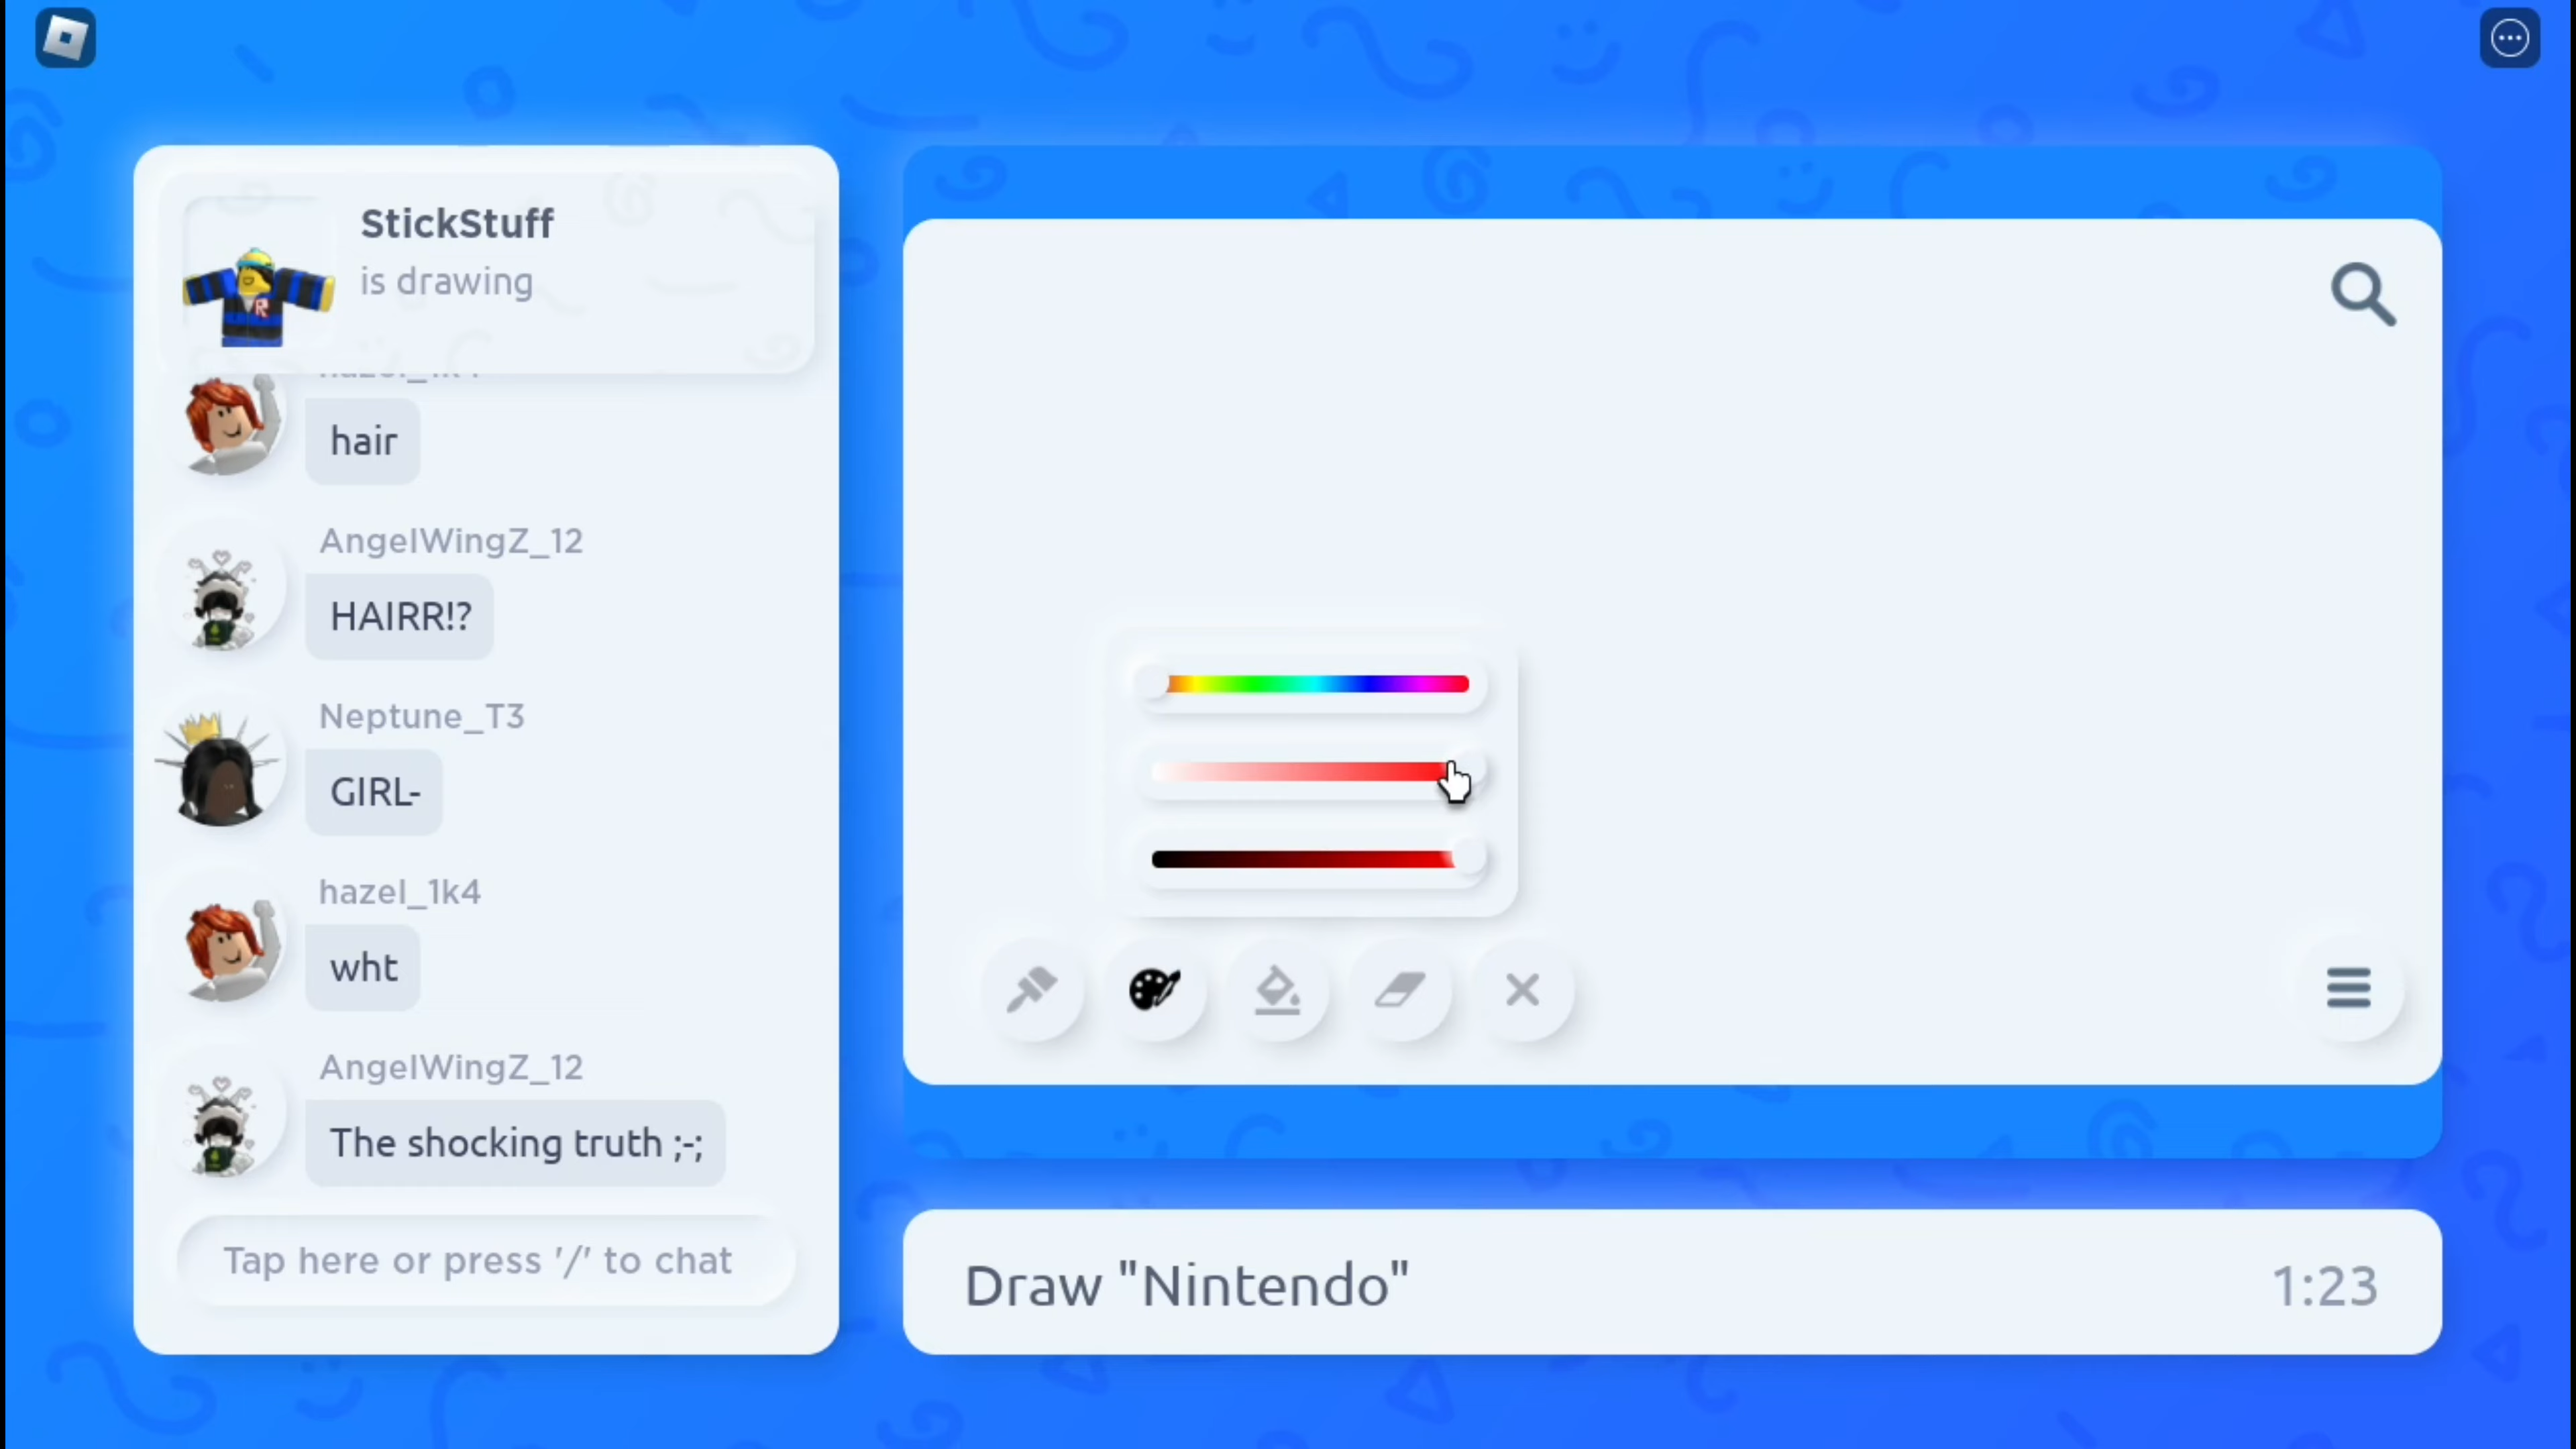 StickStuff
is drawing
hair
AngelWingZ_12
HAIRR!?
Neptune_T3
GIRL-
hazel_1k4
wht
AngelWingZ_12
The shocking truth ;-;
Tap here or press '/' to chat
Draw "Nintendo"
1:23